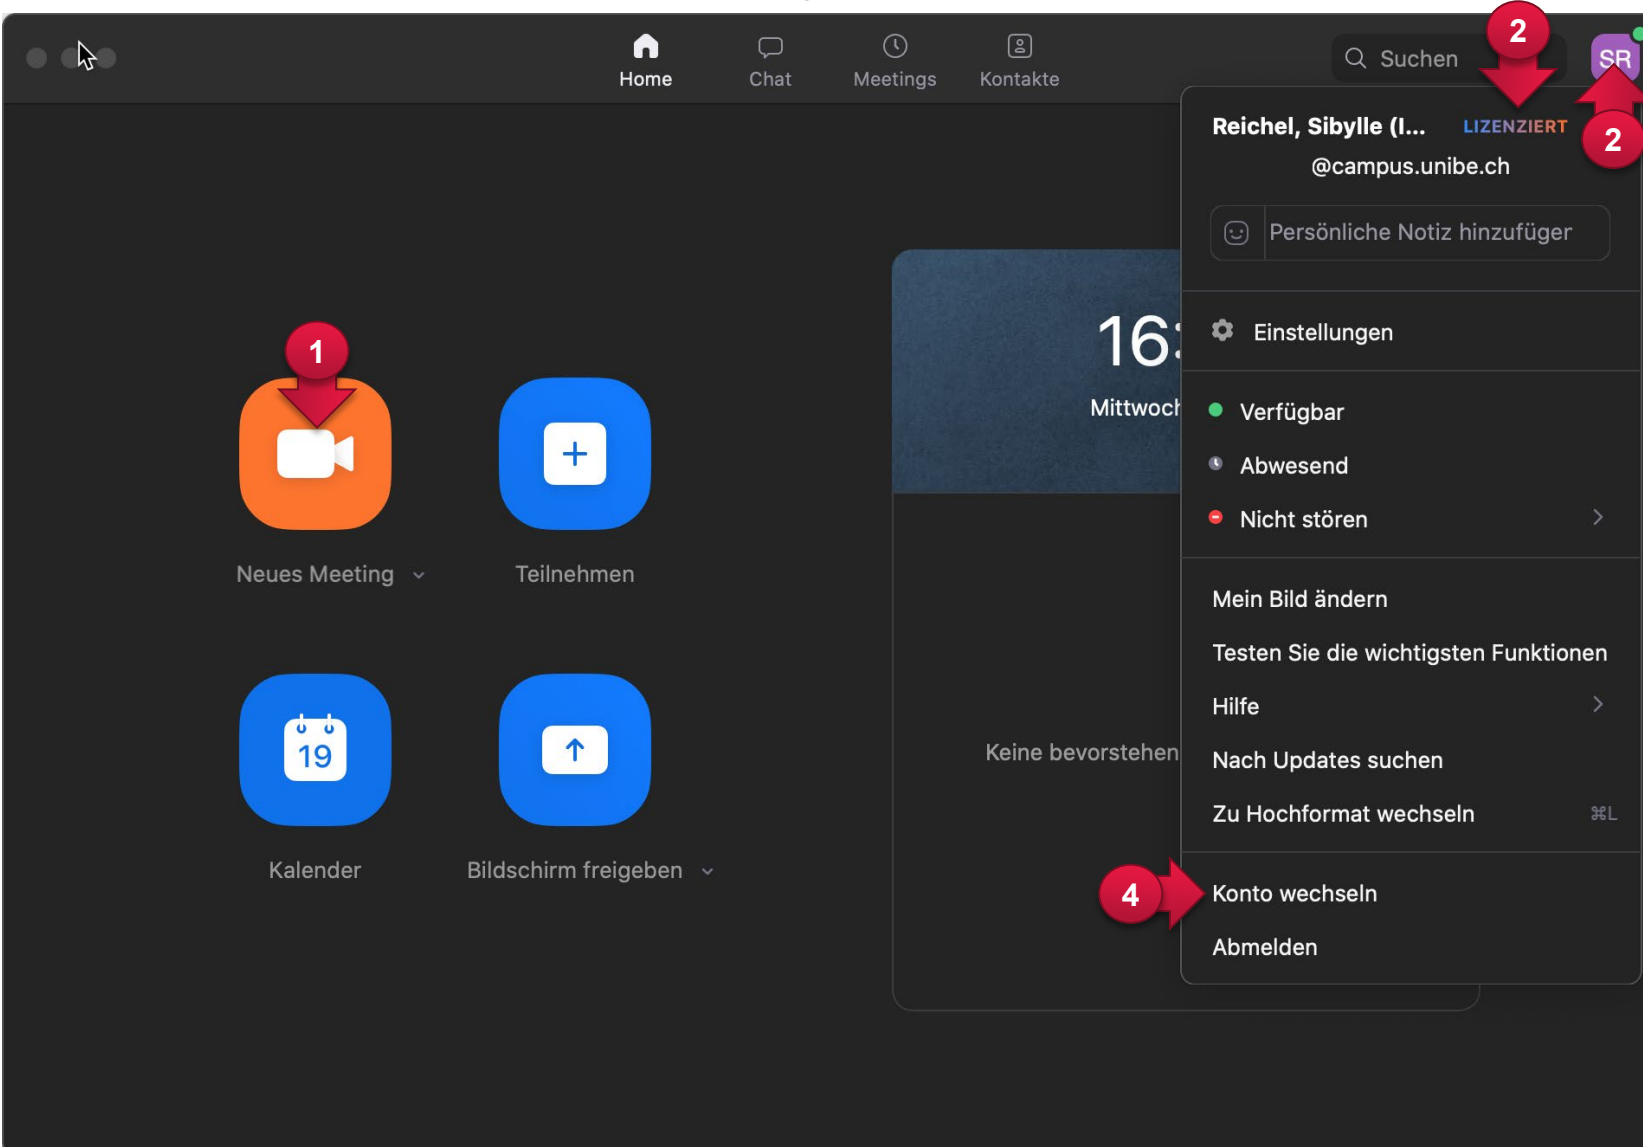 2
Home
Chat
Meetings
Kontakte
Suchen
SR
Reichel, Sibylle (I...
LIZENZIERT
2
@campus.unibe.ch
Persönliche Notiz hinzufüger
16:
Mittwoch
Einstellungen
1
Verfügbar
Abwesend
Nicht stören
Neues Meeting
Teilnehmen
Mein Bild ändern
Testen Sie die wichtigsten Funktionen
Hilfe
19
Keine bevorstehen
Nach Updates suchen
Zu Hochformat wechseln ⌘L
Kalender
Bildschirm freigeben
4
Konto wechseln
Abmelden